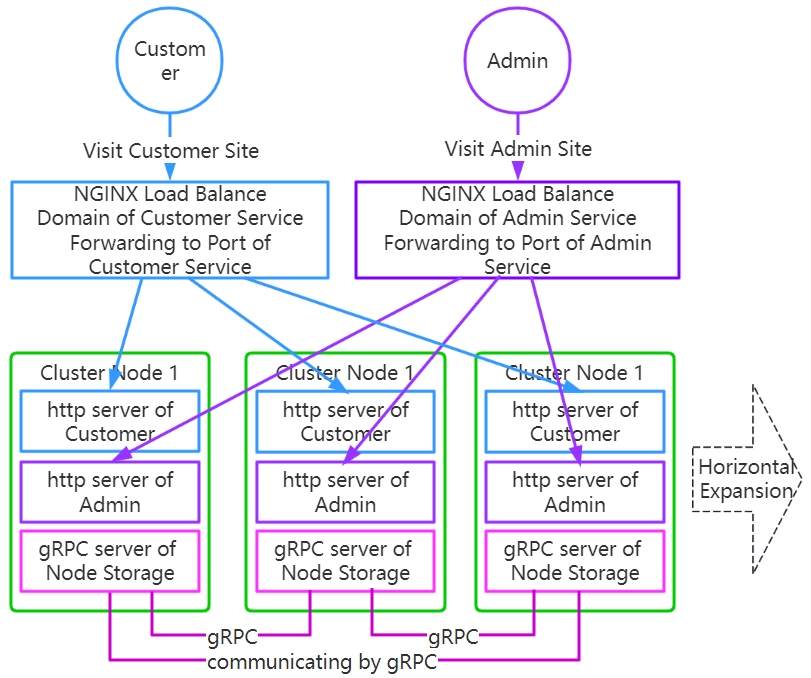 Custom
er
Admin
Visit Customer Site
Visit Admin Site
NGINX Load Balance
Domain of Customer Service
Forwarding to Port of
Customer Service
NGINX Load Balance
Domain of Admin Service
Forwarding to Port of Admin
Service
Cluster Node 1
http server of
Customer
http server of
Admin
gRPC server of
Node Storage
Cluster Node 1
http server of
Customer
http server of
Admin
gRPC server of
Node Storage
Cluster Node 1
http server of
Customer
http server of
Admin
gRPC server of
Node Storage
Horizontal
Expansion
gRPC
gRPC
communicating by gRPC